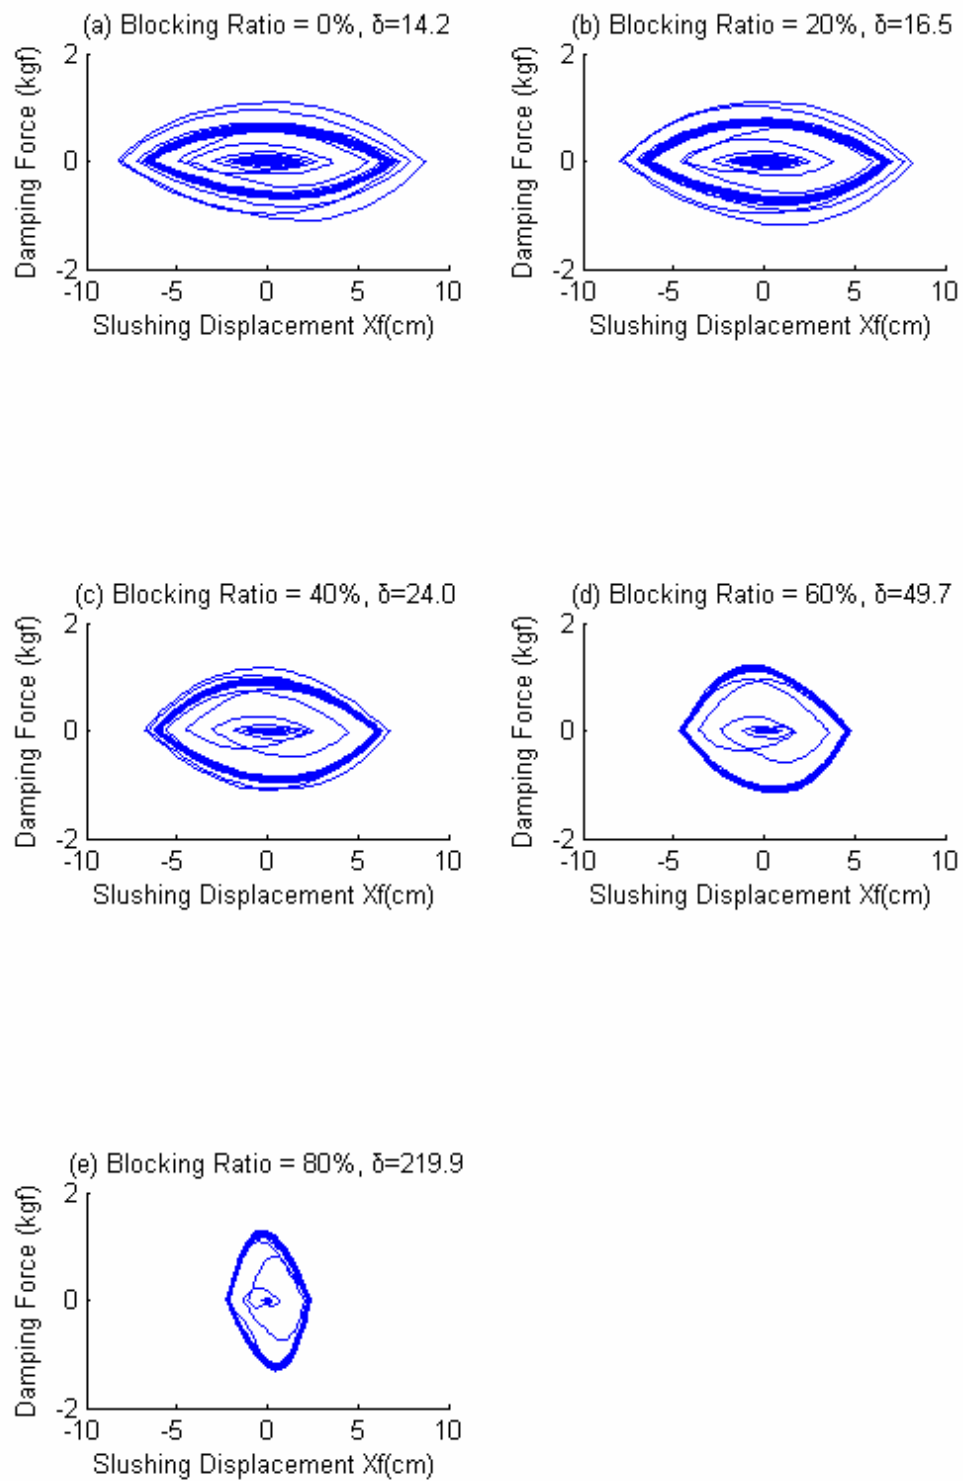 (a) Blocking Ratio = 0%, δ=14.2
2
0
-2
Damping Force (kgf)
-10
-5
0
5
10
Slushing Displacement Xf(cm)
(b) Blocking Ratio = 20%, δ=16.5
2
0
-2
Damping Force (kgf)
-10
-5
0
5
10
Slushing Displacement Xf(cm)
(c) Blocking Ratio = 40%, δ=24.0
2
0
-2
Damping Force (kgf)
-10
-5
0
5
10
Slushing Displacement Xf(cm)
(d) Blocking Ratio = 60%, δ=49.7
2
0
-2
Damping Force (kgf)
-10
-5
0
5
10
Slushing Displacement Xf(cm)
(e) Blocking Ratio = 80%, δ=219.9
2
0
-2
Damping Force (kgf)
-10
-5
0
5
10
Slushing Displacement Xf(cm)